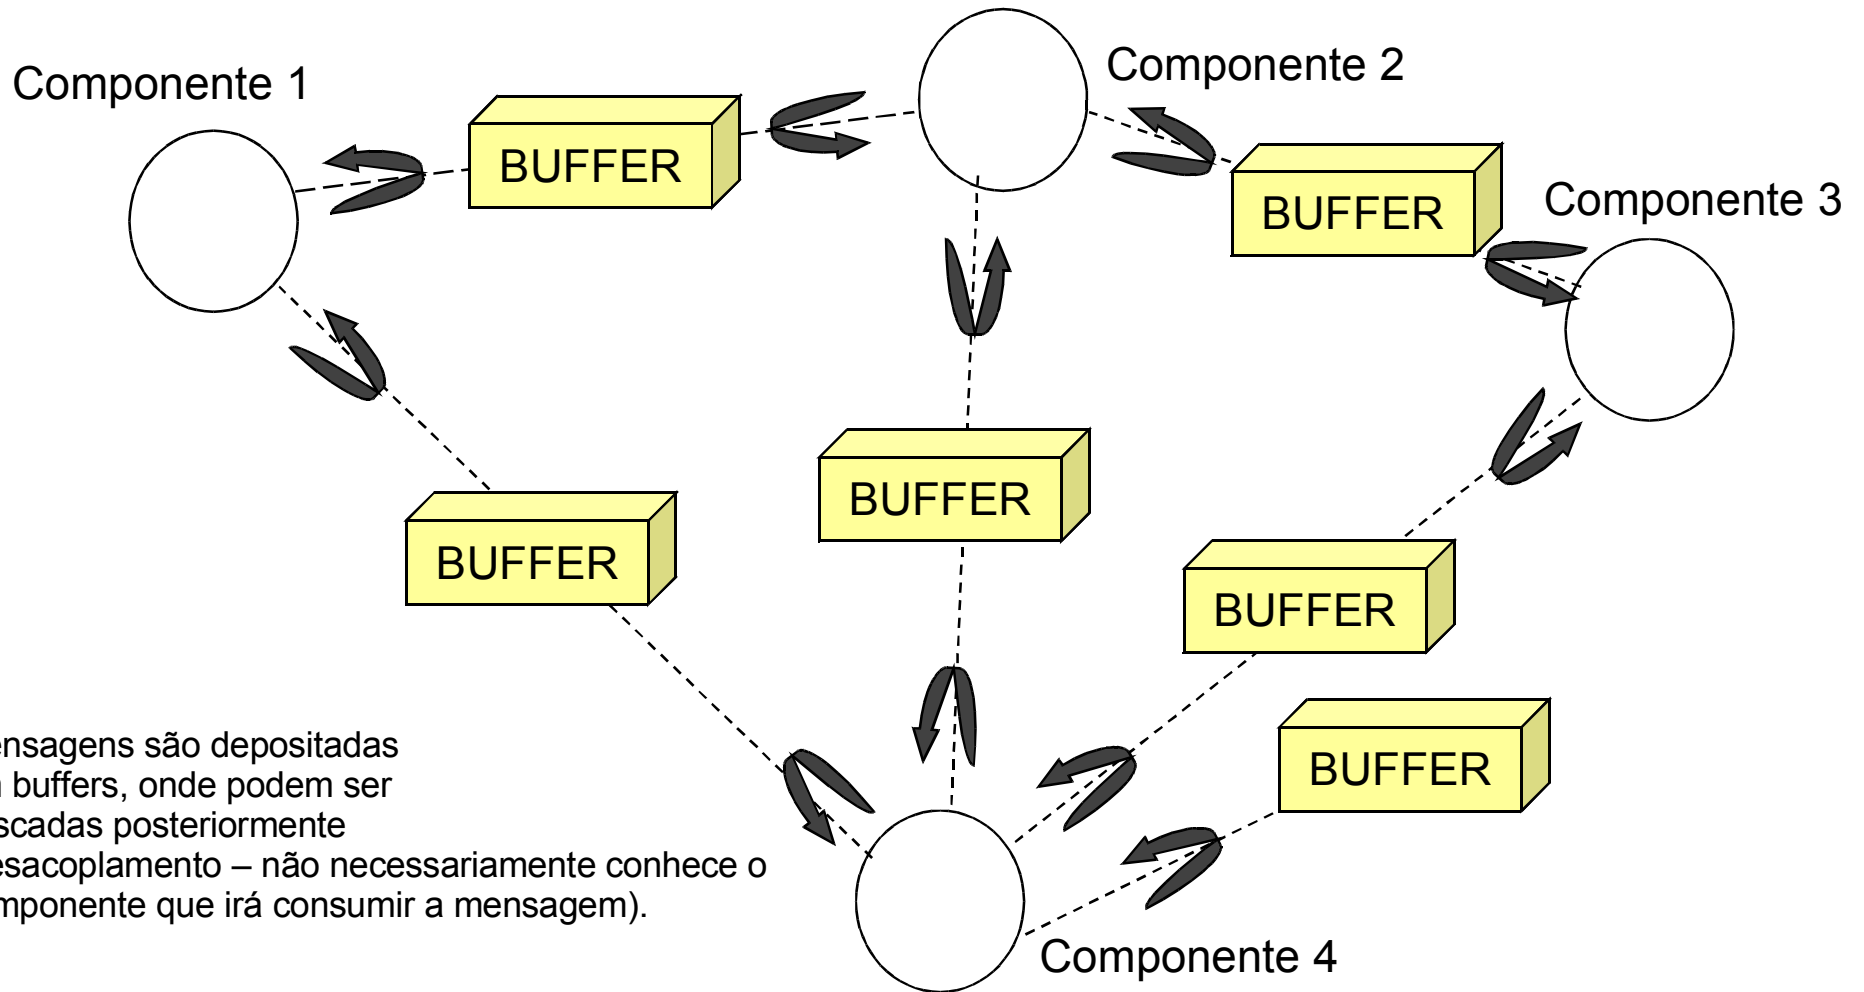 Componente 1
Componente 2
BUFFER
BUFFER
Componente 3
BUFFER
BUFFER
BUFFER
BUFFER
ensagens são depositadas
buffers, onde podem ser
scadas posteriormente
esacoplamento – não necessariamente conhece o
mponente que irá consumir a mensagem).
Componente 4